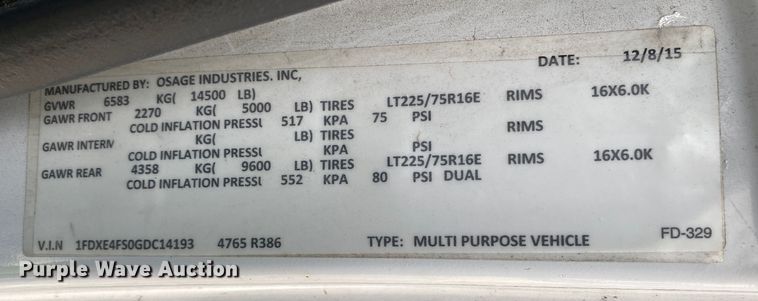 DATE: 12/8/15
MANUFACTURED BY: OSAGE INDUSTRIES. INC,
GVWR 6583 KG( 14500 LB)
GAWR FRONT 2270 KG( 5000 LB) TIRES LT225/75R16E RIMS 16X6.0K
COLD INFLATION PRESSU 517 KPA 75 PSI
GAWR INTERIV KG( LB) TIRES RIMS
COLD INFLATION PRESSU KPA PSI
GAWR REAR 4358 KG( 9600 LB) TIRES LT225/75R16E RIMS 16X6.0K
COLD INFLATION PRESSU 552 KPA 80 PSI DUAL
V.I.N 1FDXE4FS0GDC14193 4765 R386 TYPE: MULTI PURPOSE VEHICLE FD-329
Purple Wave Auction